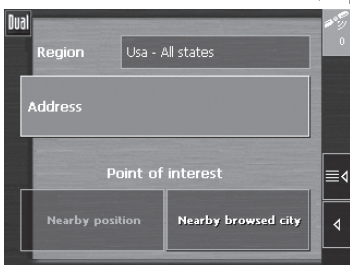 Dual
Region
Usa - All states
0
Address
Point of interest
Nearby position
Nearby browsed city